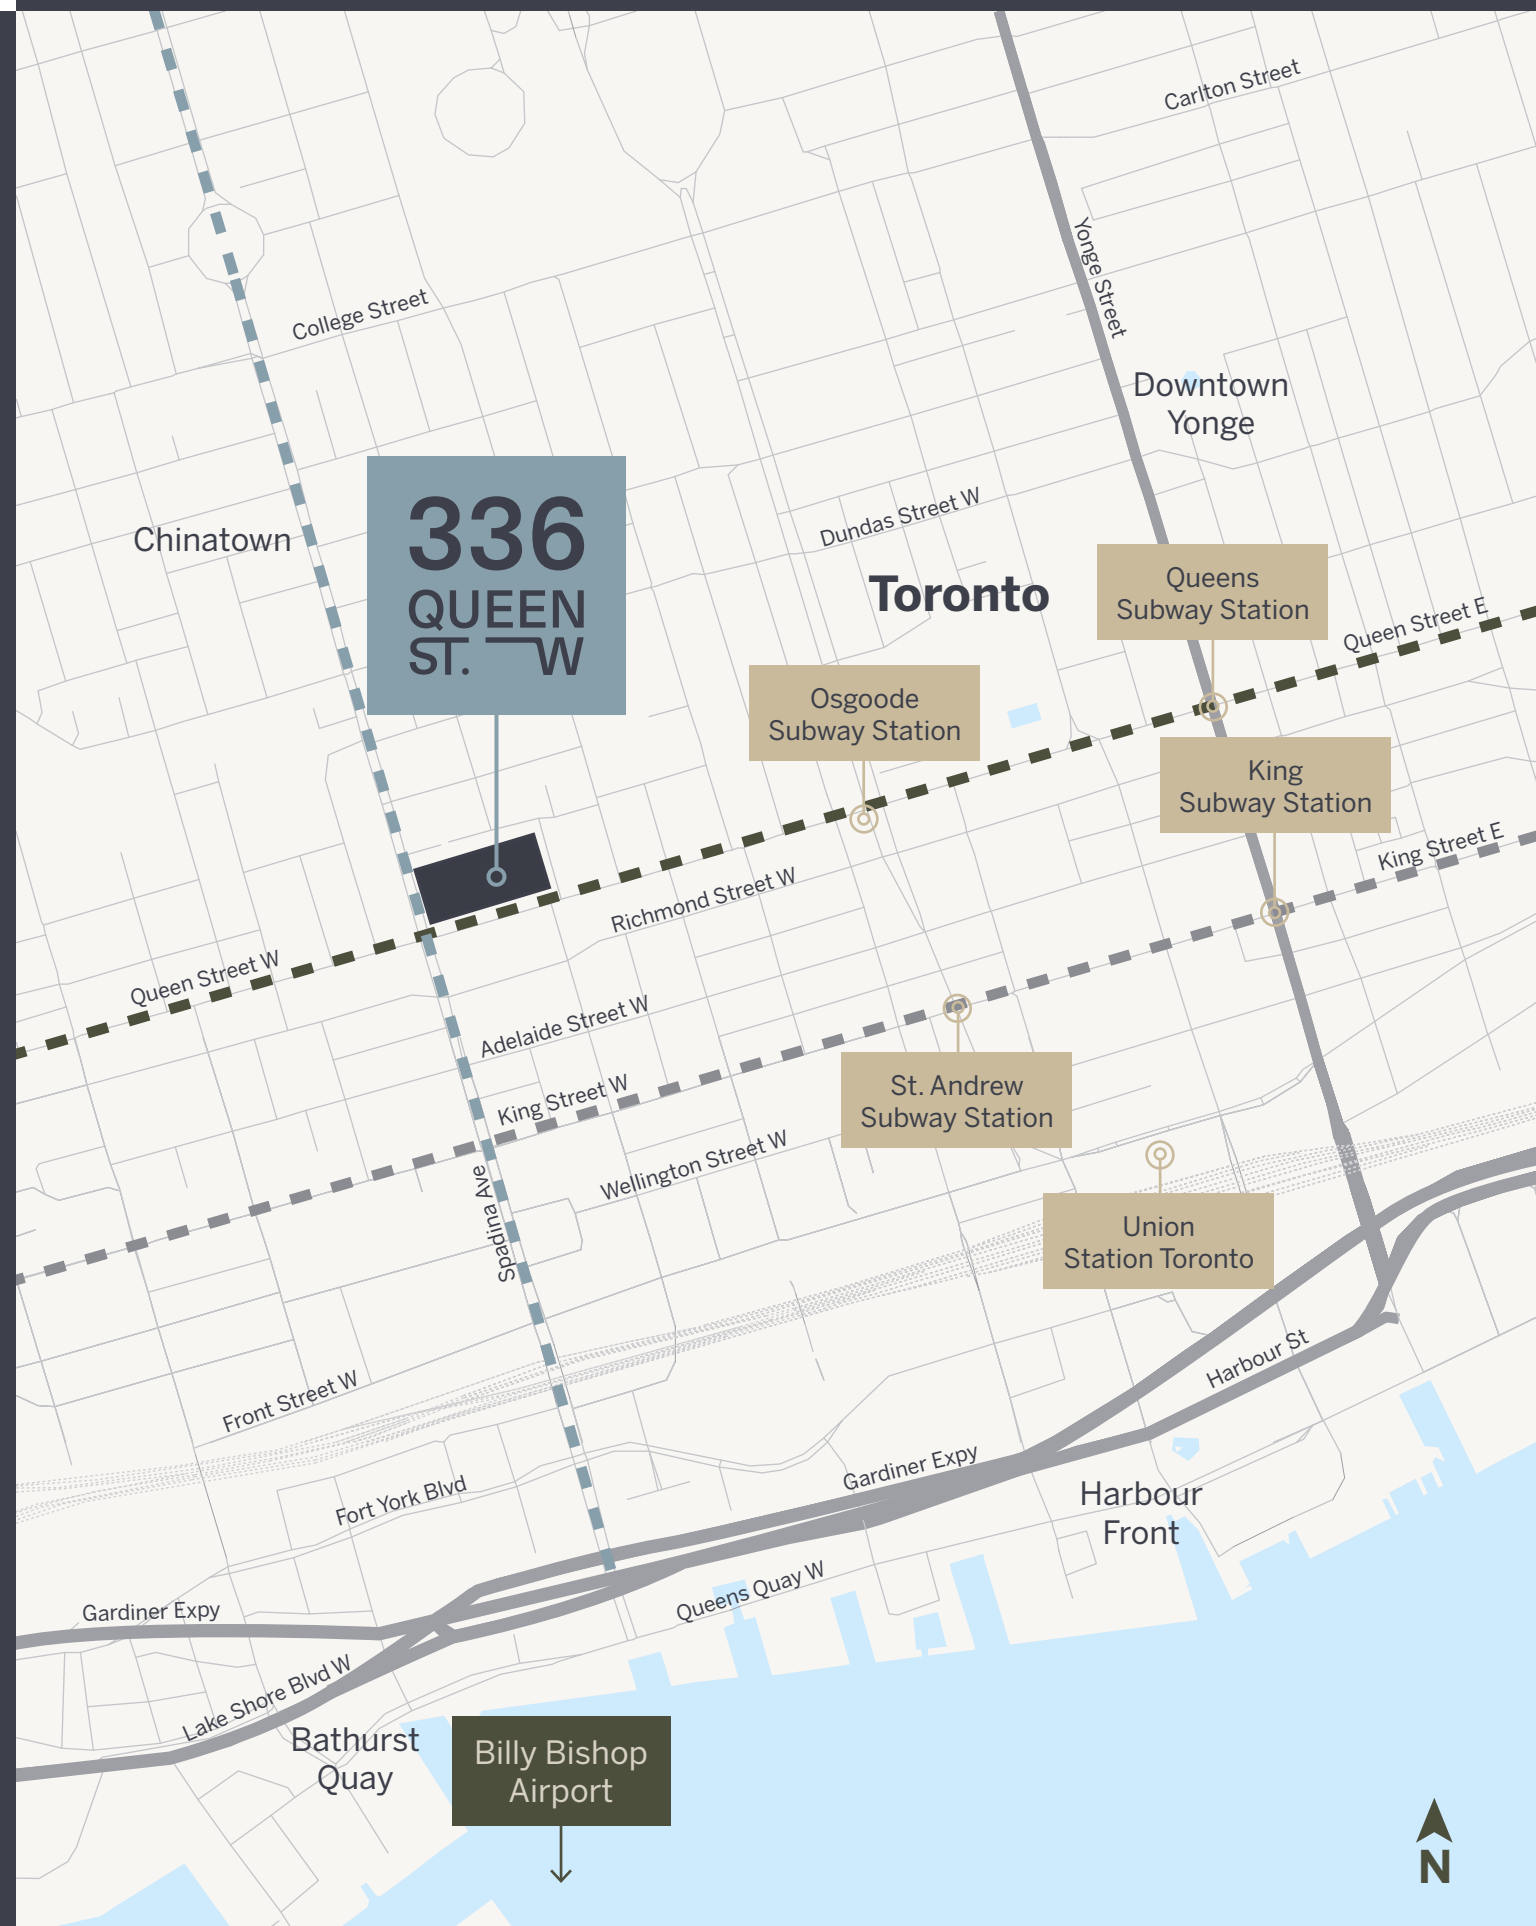 Carlton Street
Yonge Street
College Street
Downtown
Yonge
Chinatown
336
QUEEN
ST. W
Dundas Street W
Toronto
Queens
Subway Station
Queen Street E
Osgoode
Subway Station
King
Subway Station
King Street E
Richmond Street W
Queen Street W
Adelaide Street W
King Street W
St. Andrew
Subway Station
Wellington Street W
Spadina Ave
Union
Station Toronto
Harbour St
Front Street W
Gardiner Expy
Fort York Blvd
Harbour
Front
Queens Quay W
Gardiner Expy
Lake Shore Blvd W
Bathurst
Quay
Billy Bishop
Airport
N